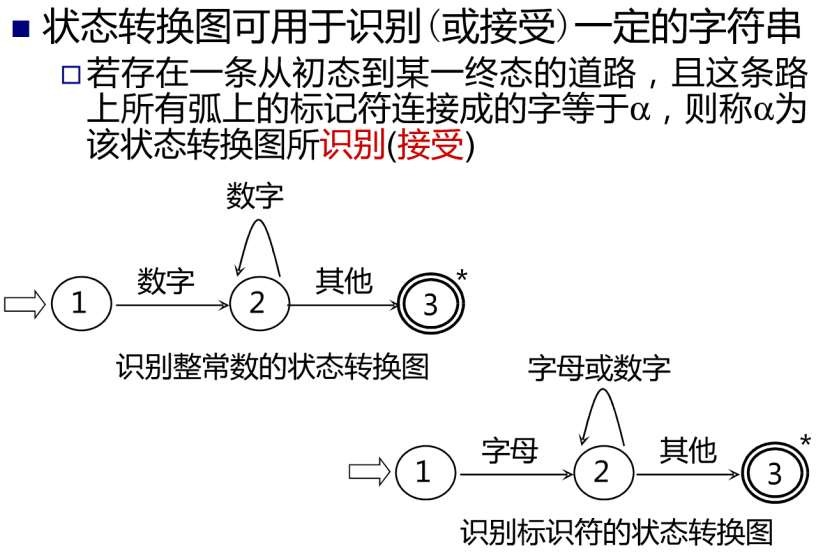 状态转换图可用于识别(或接受)一定的字符串
若存在一条从初态到某一终态的道路，且这条路
上所有弧上的标记符连接成的字等于α，则称α为
该状态转换图所识别(接受)
数字
数字
其他
*
1
2
3
识别整常数的状态转换图
字母或数字
字母
其他
*
1
2
3
识别标识符的状态转换图